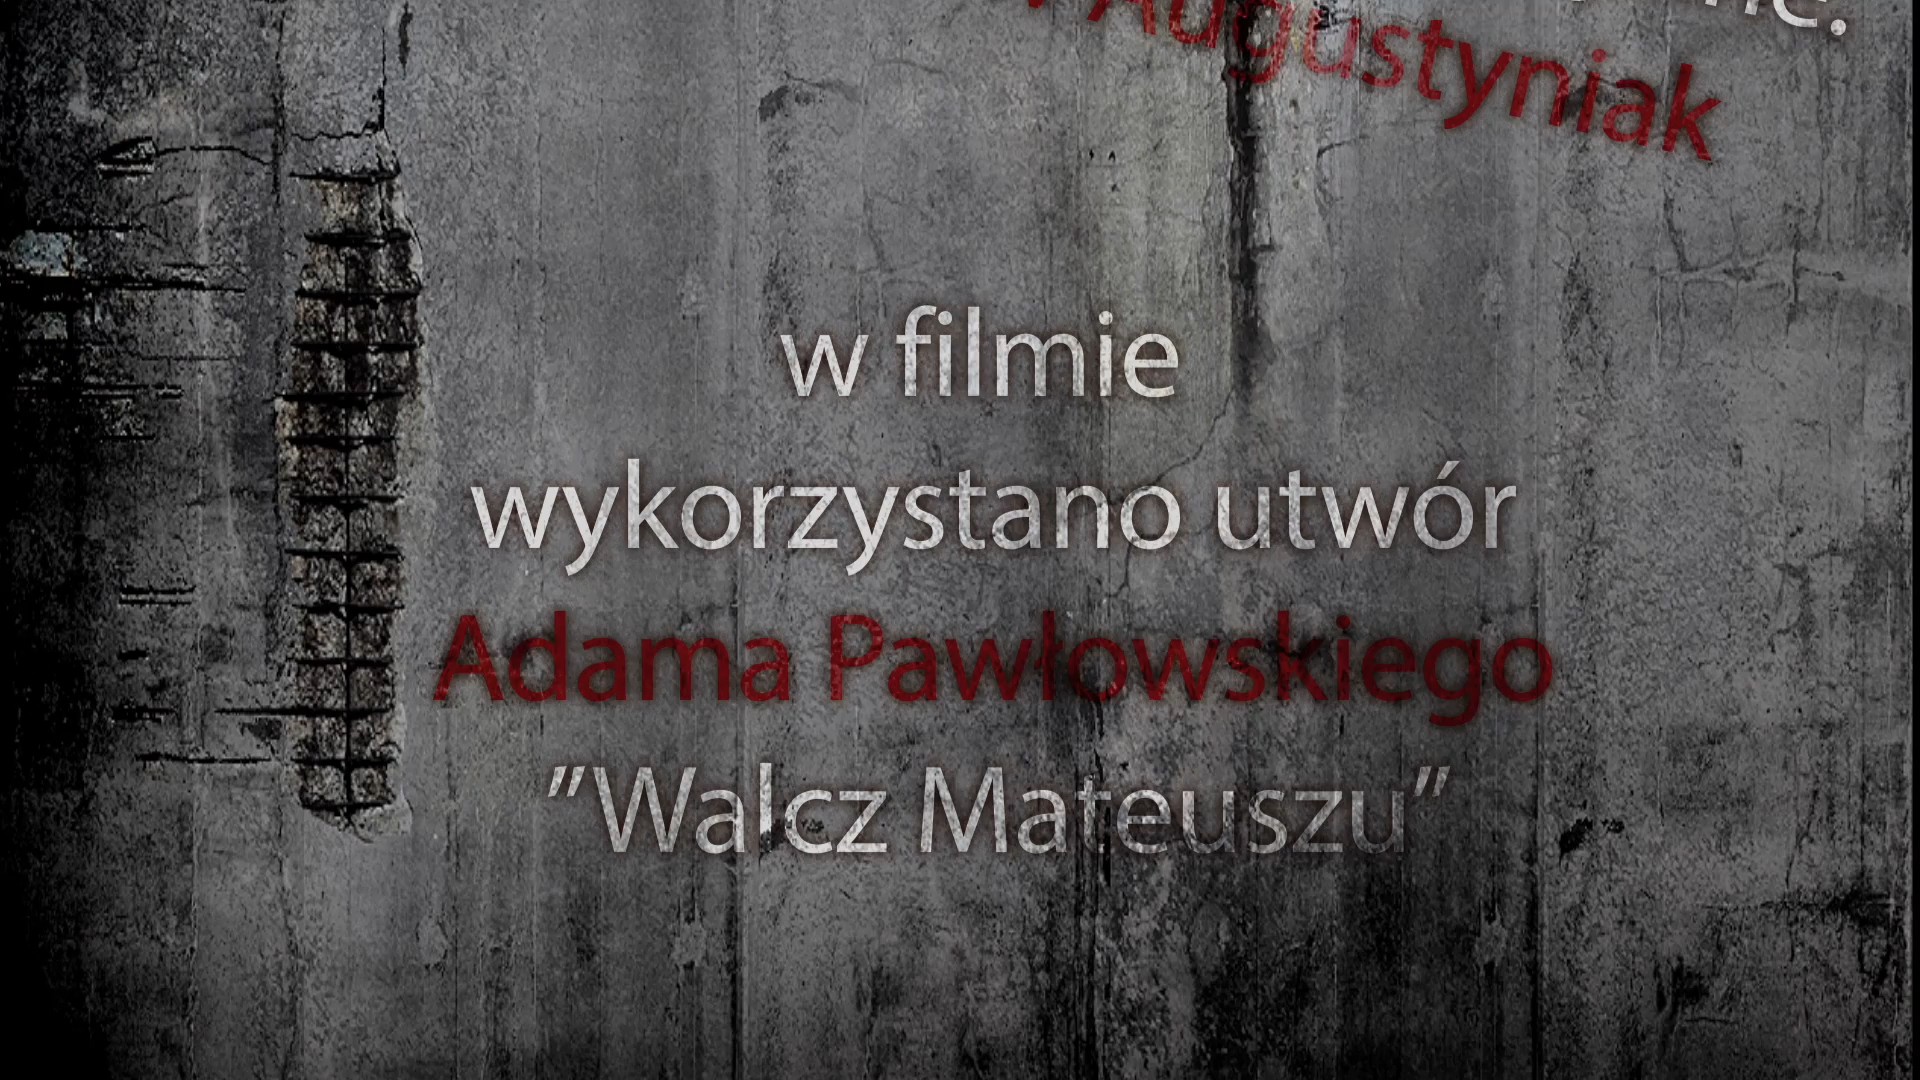 Augustyniak
w filmie
wykorzystano utwór
Adama Pawłowskiego
"Walcz Mateuszu"